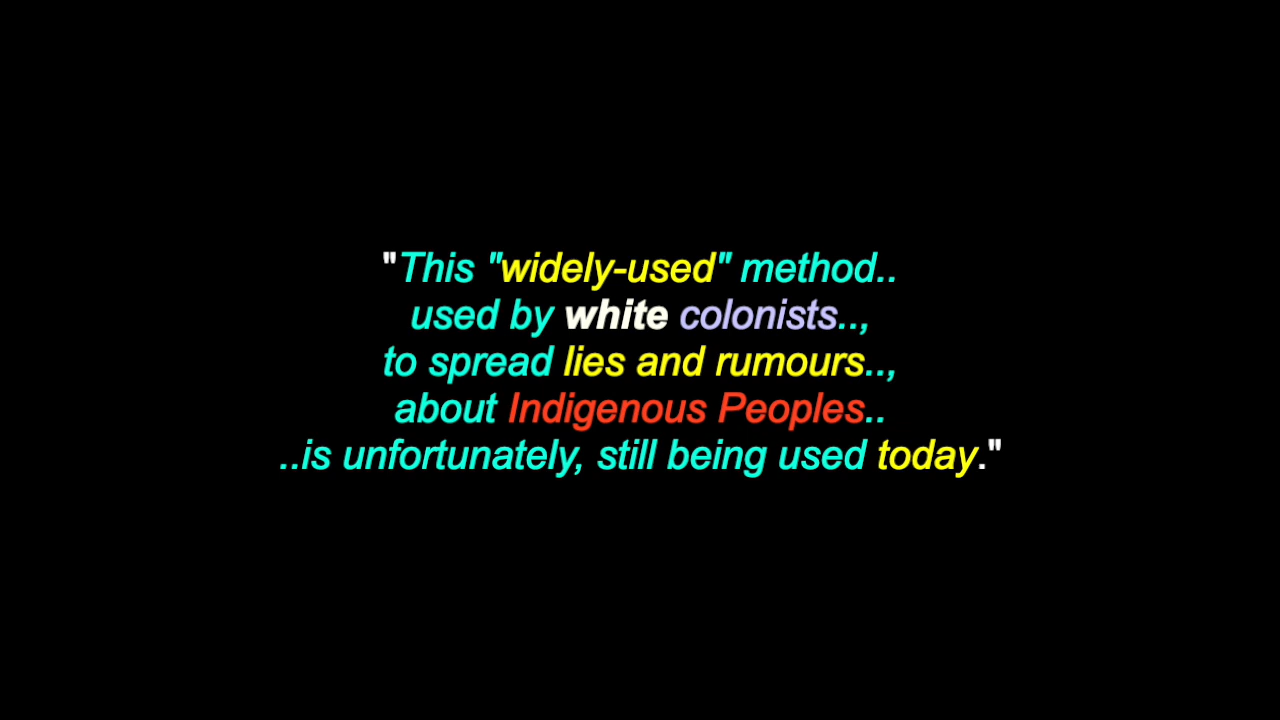 "This "widely-used" method..
used by white colonists..,
to spread lies and rumours..,
about Indigenous Peoples..
..is unfortunately, still being used today."